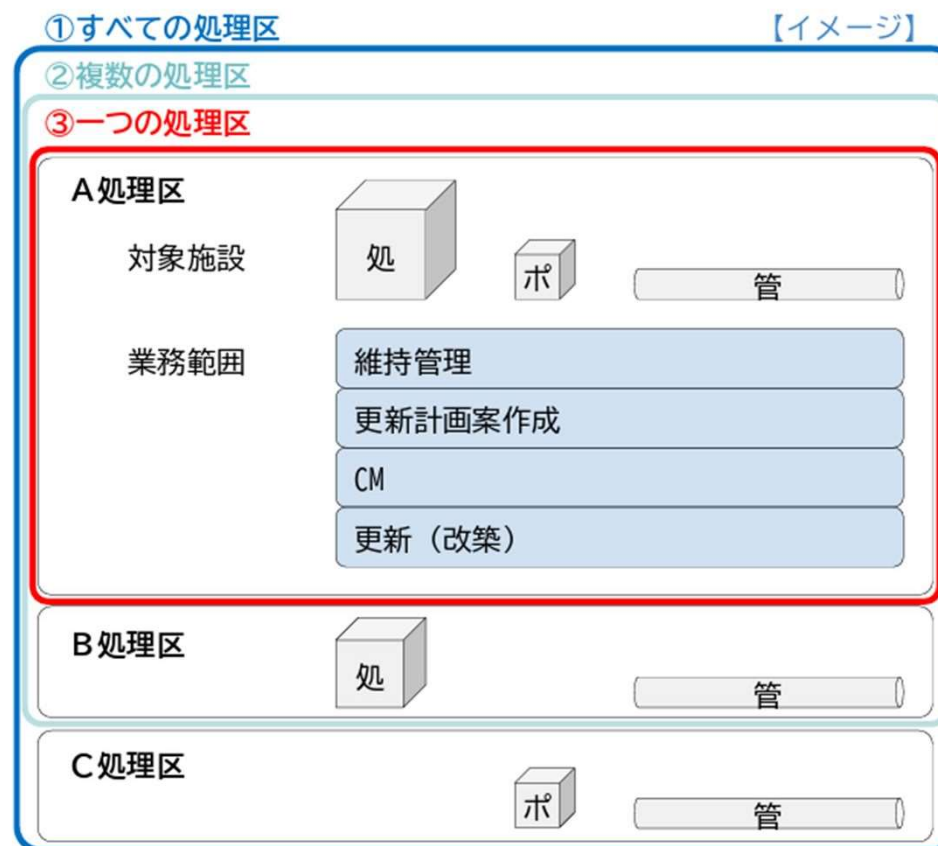 ①すべての処理区 【イメージ】
②複数の処理区
③一つの処理区
A処理区
対象施設 処 ポ 管
業務範囲 維持管理
更新計画案作成
CM
更新（改築）
B処理区
処 管
C処理区
ポ 管